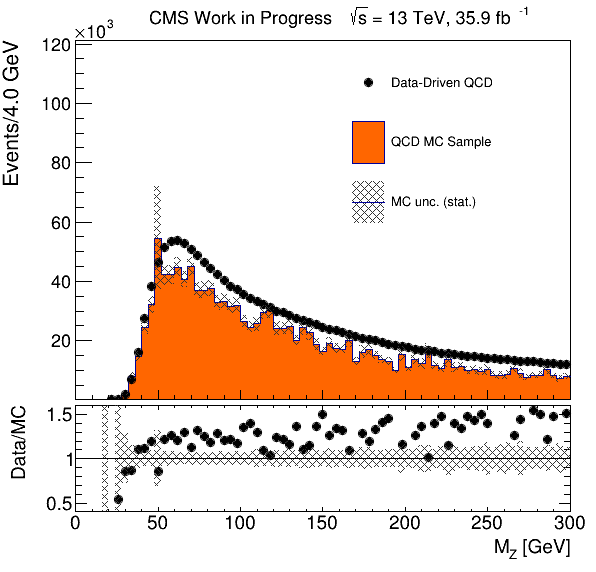 CMS Work in Progress √s = 13 TeV, 35.9 fb⁻¹
×10³
Events/4.0 GeV
120
100
80
60
40
20
Data-Driven QCD
QCD MC Sample
MC unc. (stat.)
Data/MC
1.5
1
0.5
0 50 100 150 200 250 300
M_Z [GeV]